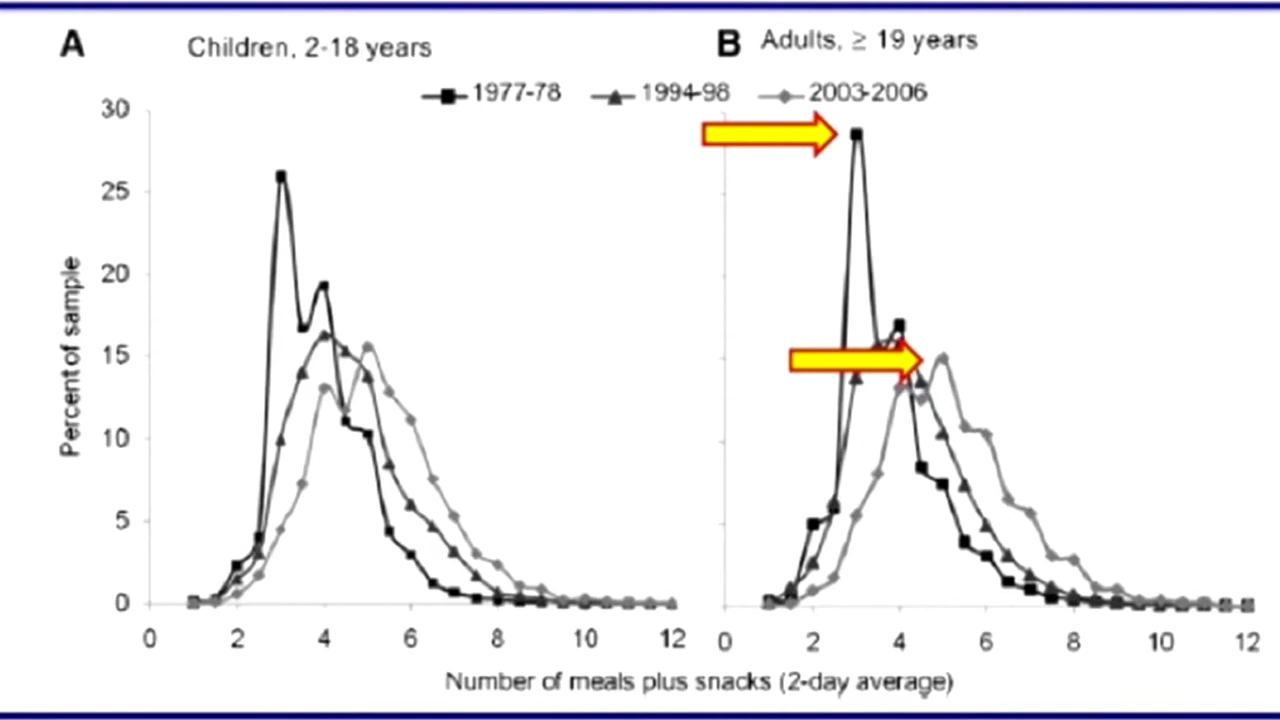 A Children, 2-18 years
B Adults, ≥ 19 years
1977-78 1994-98 2003-2006
Percent of sample
30
25
20
15
10
5
0
0 2 4 6 8 10 12
0 2 4 6 8 10 12
Number of meals plus snacks (2-day average)